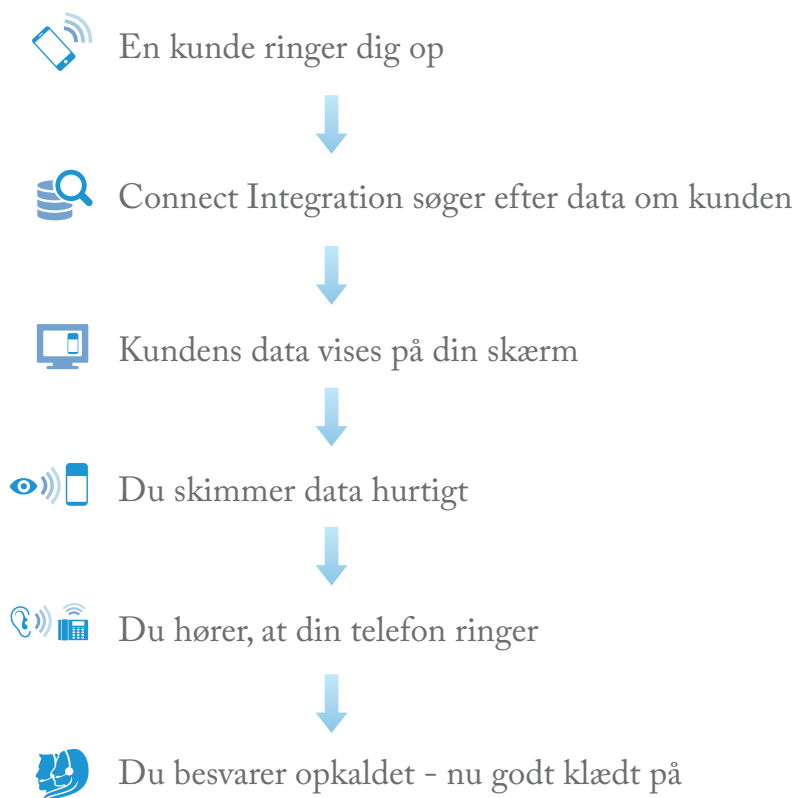 En kunde ringer dig op
Connect Integration søger efter data om kunden
Kundens data vises på din skærm
Du skimmer data hurtigt
Du hører, at din telefon ringer
Du besvarer opkaldet - nu godt klædt på